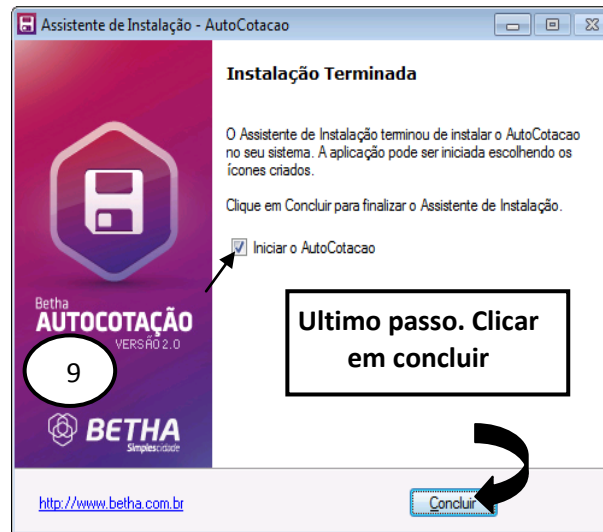 Assistente de Instalação - AutoCotacao
Instalação Terminada
O Assistente de Instalação terminou de instalar o AutoCotacao
no seu sistema. A aplicação pode ser iniciada escolhendo os
ícones criados.
Clique em Concluir para finalizar o Assistente de Instalação.
Iniciar o AutoCotacao
Betha
AUTOCOTAÇÃO
VERSÃO 2.0
Ultimo passo. Clicar
em concluir
9
BETHA
Simplescidade
http://www.betha.com.br
Concluir